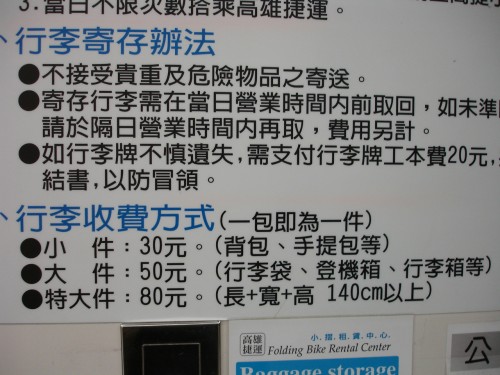 3.當日不限次數搭乘高雄捷運。
行李寄存辦法
●不接受貴重及危險物品之寄送。
●寄存行李需在當日營業時間內前取回，如未準
請於隔日營業時間內再取，費用另計。
●如行李牌不慎遺失,需支付行李牌工本費20元,
結書,以防冒領。
行李收費方式(一包即為一件)
●小　件：30元。(背包、手提包等)
●大　件：50元。(行李袋、登機箱、行李箱等)
●特大件：80元。(長+寬+高 140cm以上)
高雄捷運
小．摺．租．賃．中．心．
Folding Bike Rental Center
Baggage storage
公